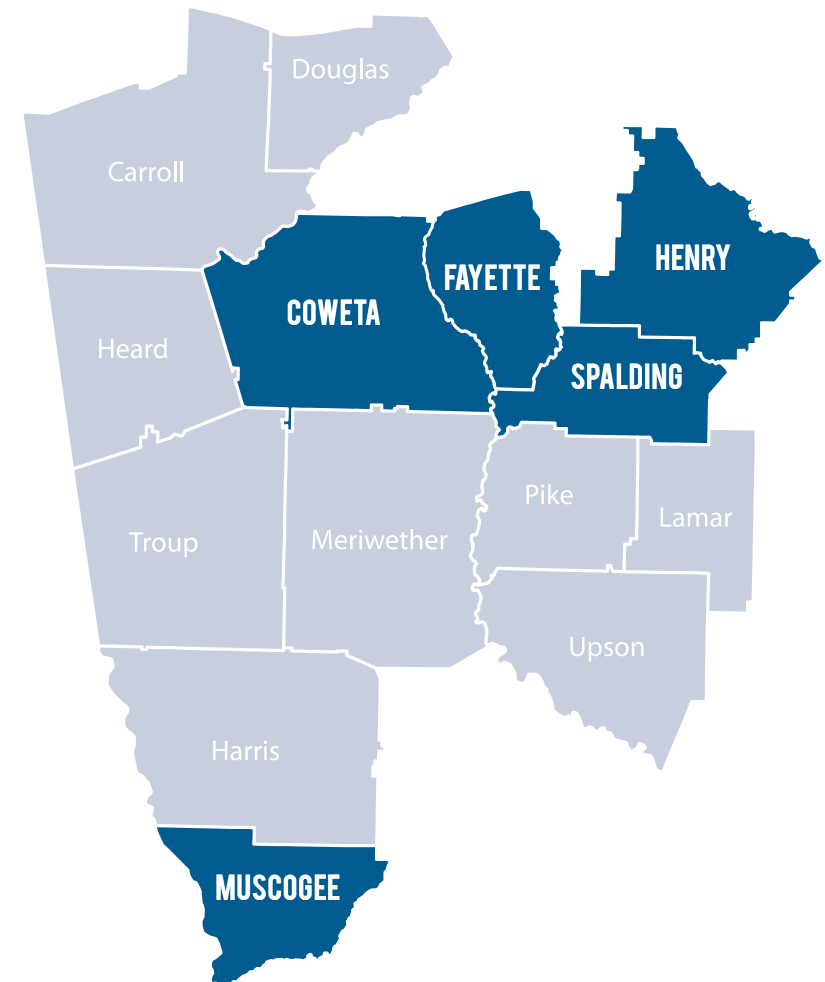 Douglas
Carroll
HENRY
FAYETTE
COWETA
Heard
SPALDING
Pike
Lamar
Troup
Meriwether
Upson
Harris
MUSCOGEE